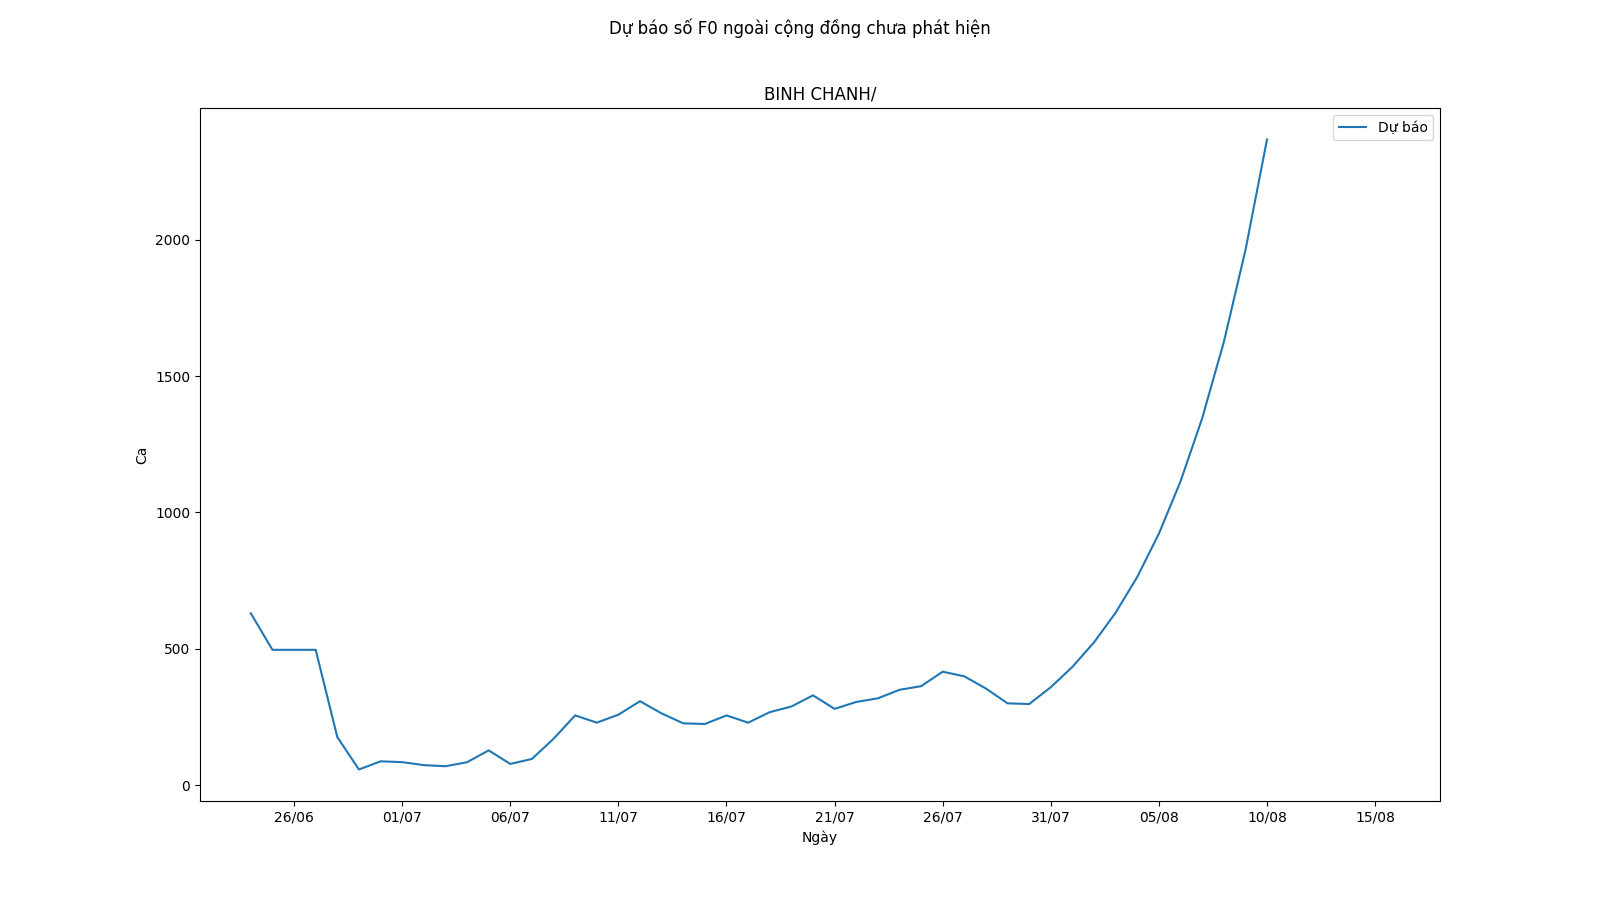 Dự báo số F0 ngoài cộng đồng chưa phát hiện
BINH CHANH/
Dự báo
2000
1500
1000
500
0
Ca
26/06 01/07 06/07 11/07 16/07 21/07 26/07 31/07 05/08 10/08 15/08
Ngày